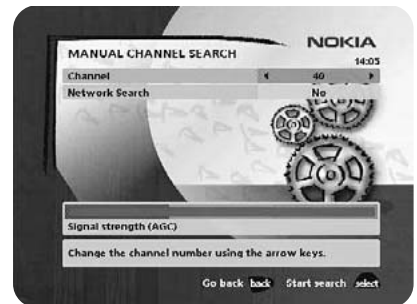 NOKIA
MANUAL CHANNEL SEARCH
14:05
Channel 40
Network Search No
Signal strength (AGC)
Change the channel number using the arrow keys.
Go back back Start search select